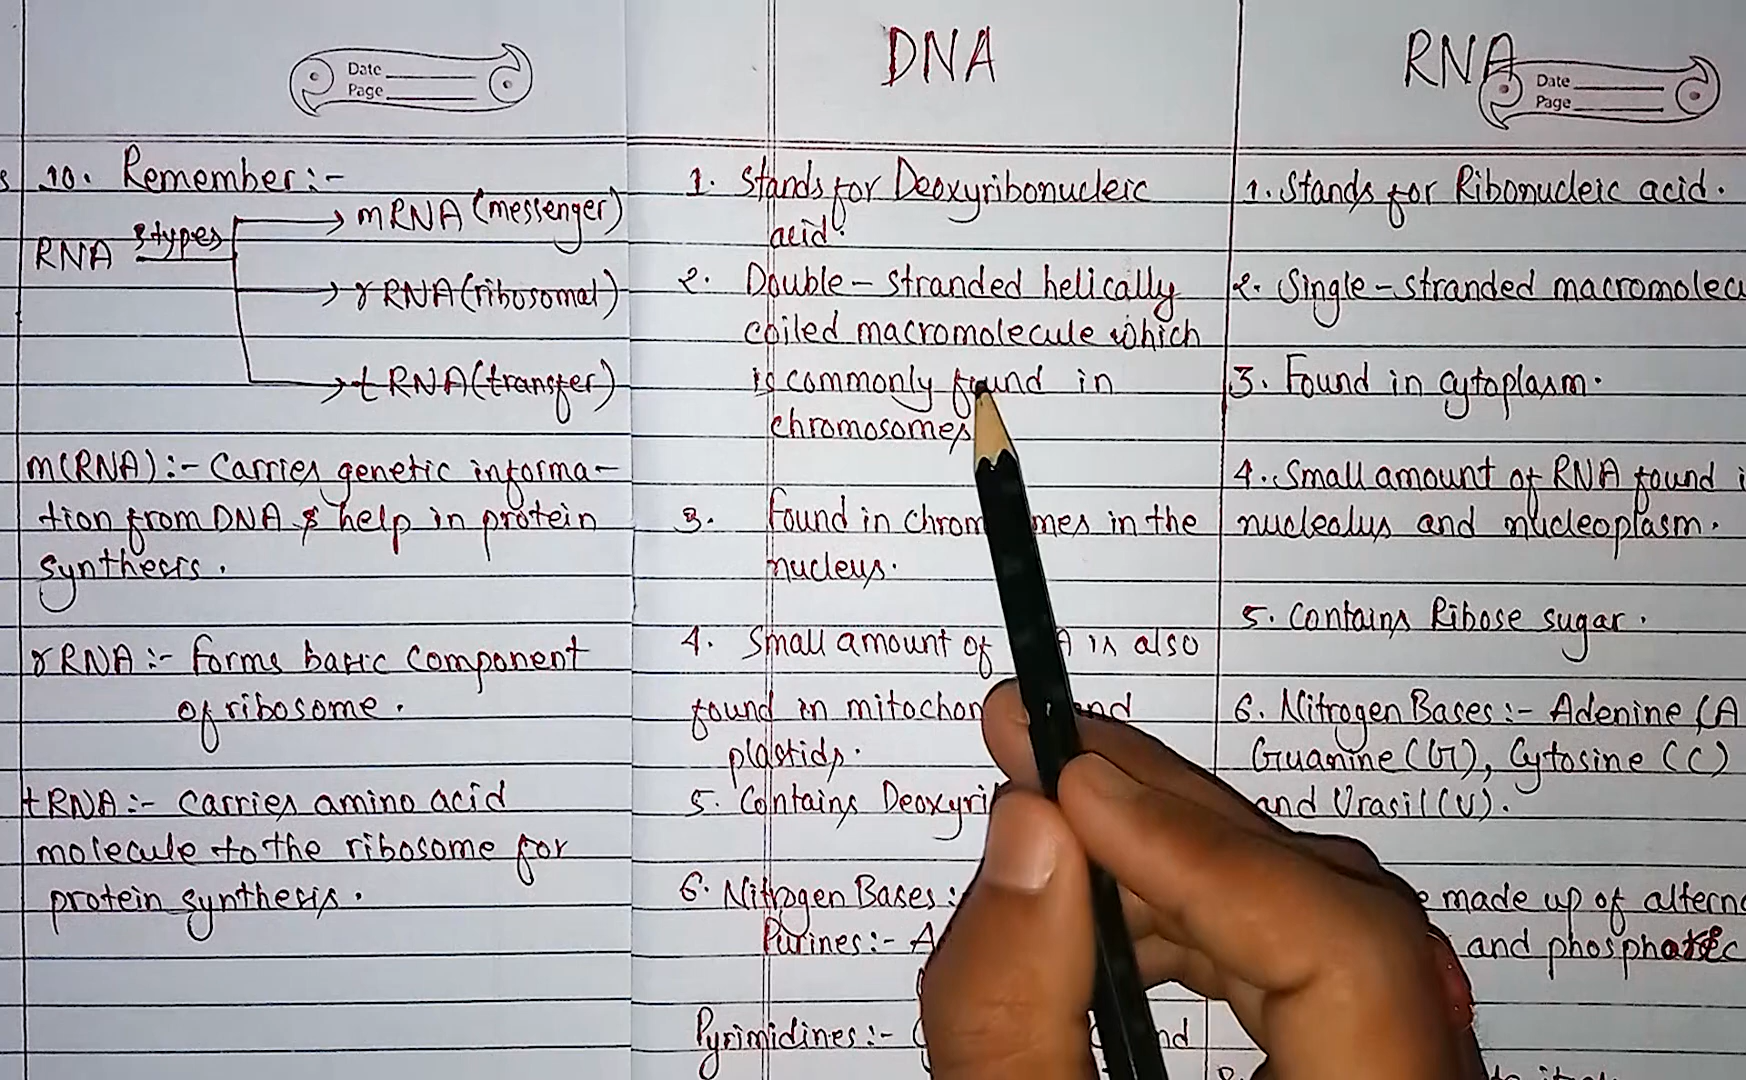 Date
Page
10. Remember :-
RNA 3types
mRNA (messenger)
rRNA (ribosomal)
tRNA (transfer)
m(RNA) :- Carries genetic informa-
tion from DNA & help in protein
synthesis.
rRNA :- Forms basic component
of ribosome.
tRNA :- Carries amino acid
molecule to the ribosome for
protein synthesis.
DNA
1. Stands for Deoxyribonucleic
acid.
2. Double-stranded helically
coiled macromolecule which
is commonly found in
chromosomes
3. Found in chrom mes in the
nucleus.
4. Small amount of A is also
found in mitochon and
plastids.
5. Contains Deoxyri
6. Nitrogen Bases :
Purines :- A
Pyrimidines :- nd
RNA
Date
Page
1. Stands for Ribonucleic acid.
2. Single-stranded macromolecu
3. Found in cytoplasm.
4. Small amount of RNA found i
nucleolus and nucleoplasm.
5. Contains Ribose sugar.
6. Nitrogen Bases :- Adenine (A
Guanine (G), Cytosine (C)
and Urasil (U).
e made up of alterna
and phosphate